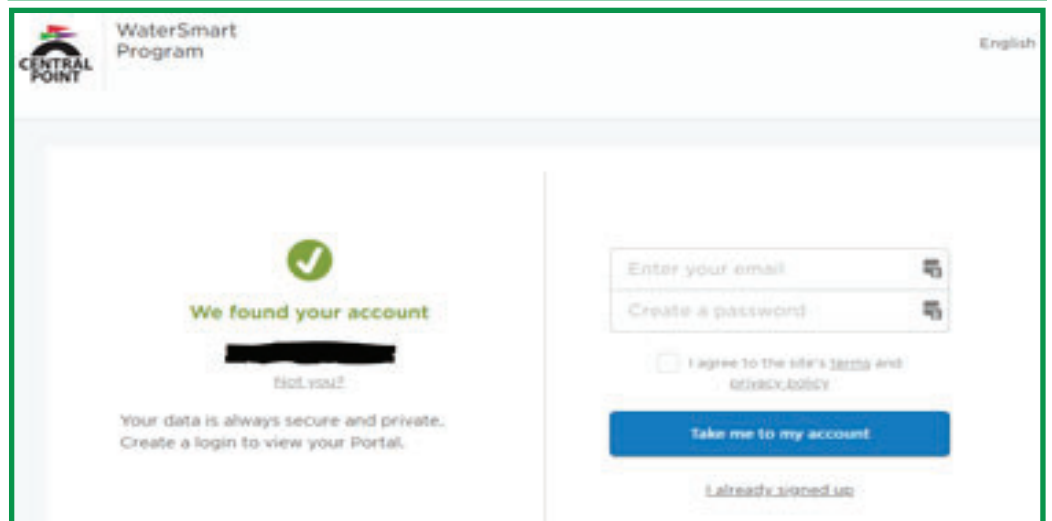 CENTRAL
POINT
WaterSmart
Program
English
We found your account
Not you?
Your data is always secure and private.
Create a login to view your Portal.
Enter your email
Create a password
I agree to the site's terms and
privacy policy
Take me to my account
I already signed up